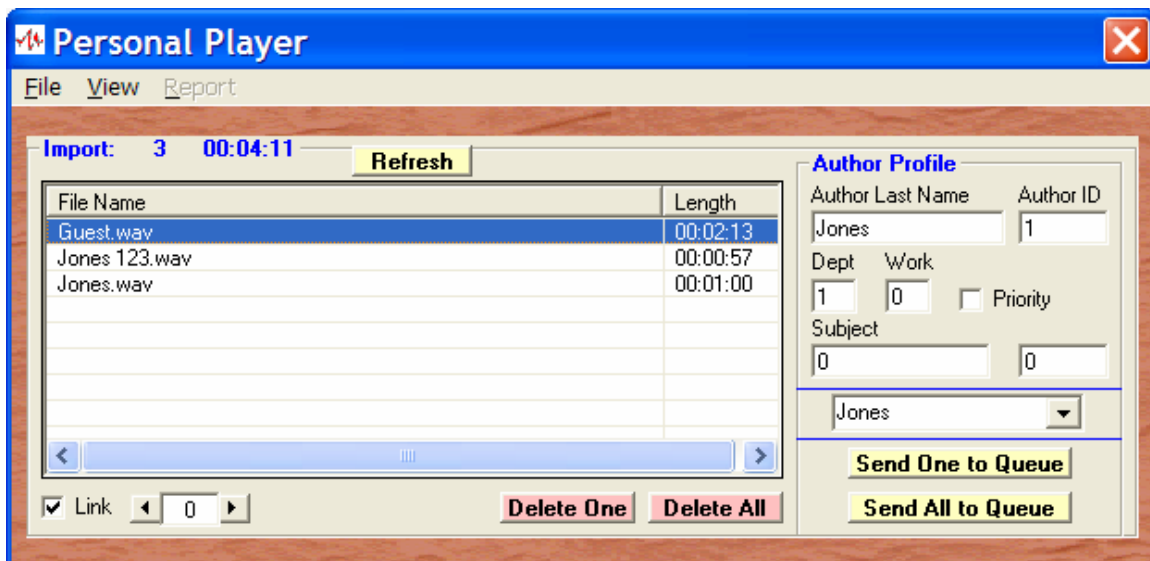 Personal Player
File View Report
Import: 3 00:04:11
Refresh
File Name Length
Guest.wav 00:02:13
Jones 123.wav 00:00:57
Jones.wav 00:01:00
Link 0
Delete One Delete All
Author Profile
Author Last Name Author ID
Jones 1
Dept Work
1 0 Priority
Subject
0 0
Jones
Send One to Queue
Send All to Queue